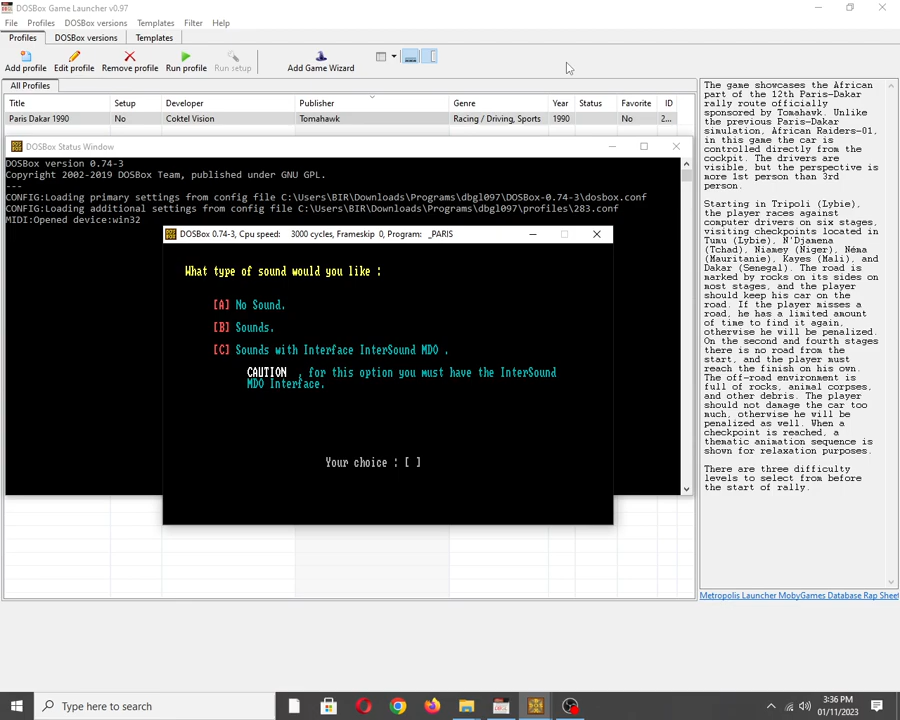 DOSBox Game Launcher v0.97
File Profiles DOSBox versions Templates Filter Help
Profiles DOSBox versions Templates
Add profile Edit profile Remove profile Run profile Run setup Add Game Wizard
All Profiles
Title Setup Developer Publisher Genre Year Status Favorite ID
Paris Dakar 1990 No Coktel Vision Tomahawk Racing / Driving, Sports 1990 No 2...
DOSBox Status Window
DOSBox version 0.74-3
Copyright 2002-2019 DOSBox Team, published under GNU GPL.
---
CONFIG:Loading primary settings from config file C:\Users\BIR\Downloads\Programs\dbgl097\DOSBox-0.74-3\dosbox.conf
CONFIG:Loading additional settings from config file C:\Users\BIR\Downloads\Programs\dbgl097\profiles\283.conf
MIDI:Opened device:win32
DOSBox 0.74-3, Cpu speed: 3000 cycles, Frameskip 0, Program: _PARIS
What type of sound would you like :
[A] No Sound.
[B] Sounds.
[C] Sounds with Interface InterSound MDO .
CAUTION , for this option you must have the InterSound
MDO Interface.
Your choice : [ ]
The game showcases the African
part of the 12th Paris-Dakar
rally route officially
sponsored by Tomahawk. Unlike
the previous Paris-Dakar
simulation, African Raiders-01,
in this game the car is
controlled directly from the
cockpit. The drivers are
visible, but the perspective is
more 1st person than 3rd
person.
Starting in Tripoli (Lybie),
the player races against
computer drivers on six stages,
visiting checkpoints located in
Tumu (Lybie), N'Djamena
(Tchad), Niamey (Niger), Néma
(Mauritanie), Kayes (Mali), and
Dakar (Senegal). The road is
marked by rocks on its sides on
most stages, and the player
should keep his car on the
road. If the player misses a
road, he has a limited amount
of time to find it again,
otherwise he will be penalized.
On the second and fourth stages
there is no road from the
start, and the player must
reach the finish on his own.
The off-road environment is
full of rocks, animal corpses,
and other debris. The player
should not damage the car too
much, otherwise he will be
penalized as well. When a
checkpoint is reached, a
thematic animation sequence is
shown for relaxation purposes.
There are three difficulty
levels to select from before
the start of rally.
Metropolis Launcher MobyGames Database Rap Sheet
Type here to search
3:36 PM
01/11/2023